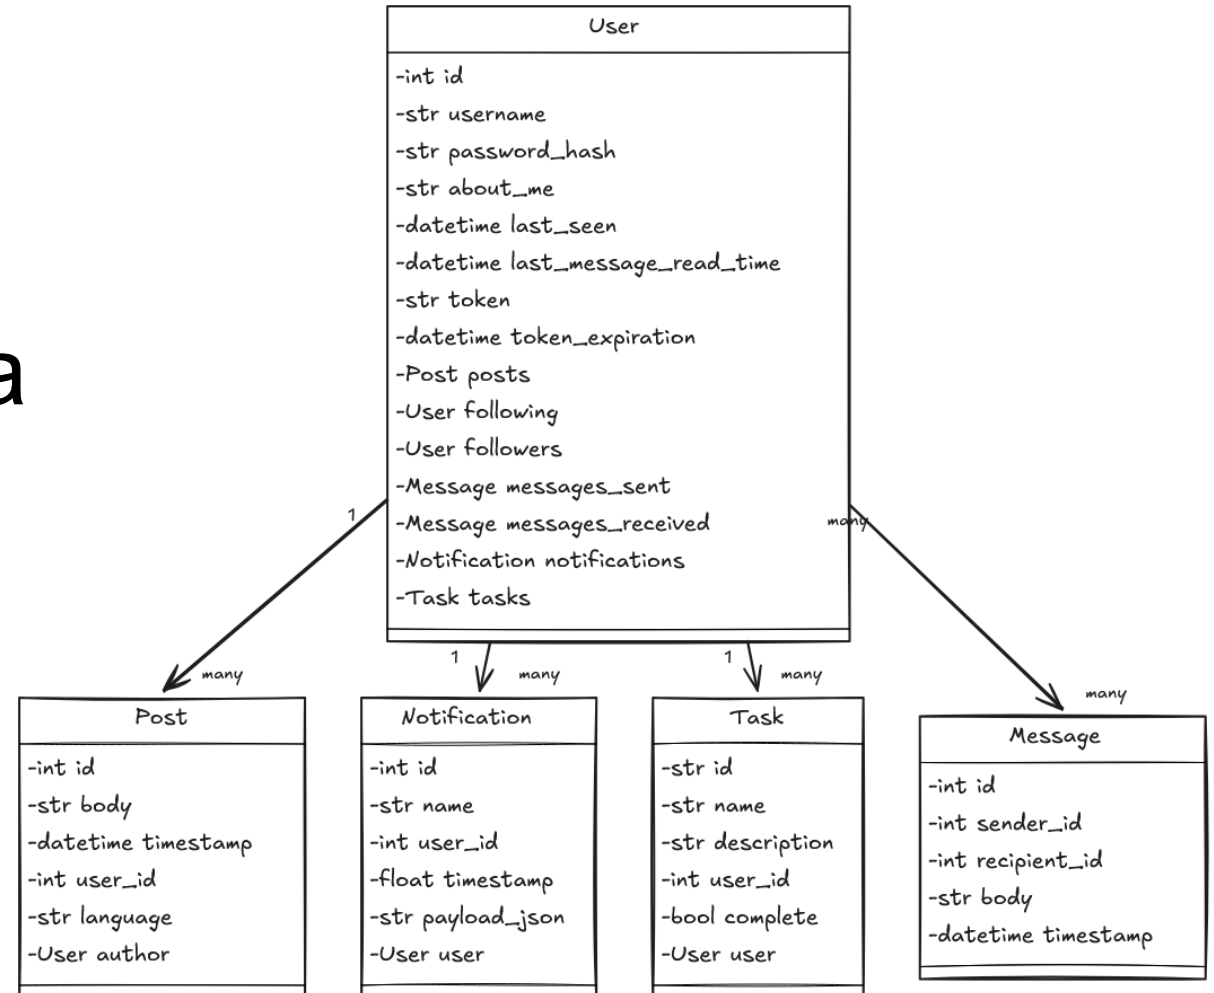 User
-int id
-str username
-str password_hash
-str about_me
-datetime last_seen
-datetime last_message_read_time
-str token
-datetime token_expiration
-Post posts
-User following
-User followers
-Message messages_sent
-Message messages_received
-Notification notifications
-Task tasks
a
1
many
1
many
1
many
many
many
Post
-int id
-str body
-datetime timestamp
-int user_id
-str language
-User author
Notification
-int id
-str name
-int user_id
-float timestamp
-str payload_json
-User user
Task
-str id
-str name
-str description
-int user_id
-bool complete
-User user
Message
-int id
-int sender_id
-int recipient_id
-str body
-datetime timestamp